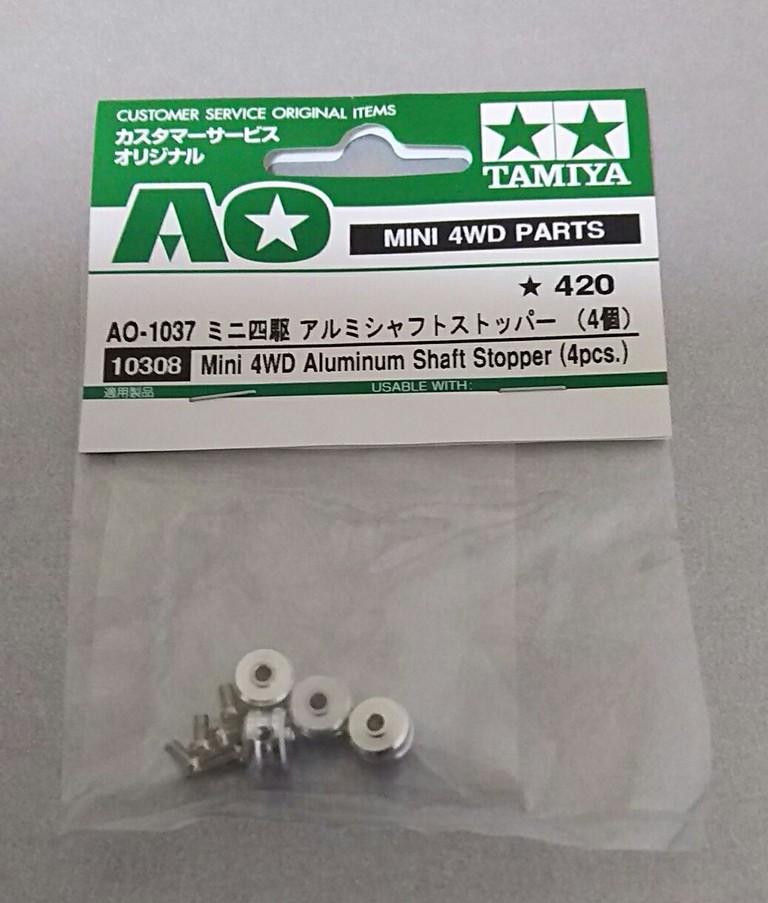 CUSTOMER SERVICE ORIGINAL ITEMS
カスタマーサービス
オリジナル
TAMIYA
AO
MINI 4WD PARTS
★ 420
AO-1037 ミニ四駆 アルミシャフトストッパー (4個)
10308 Mini 4WD Aluminum Shaft Stopper (4pcs.)
適用製品 USABLE WITH: